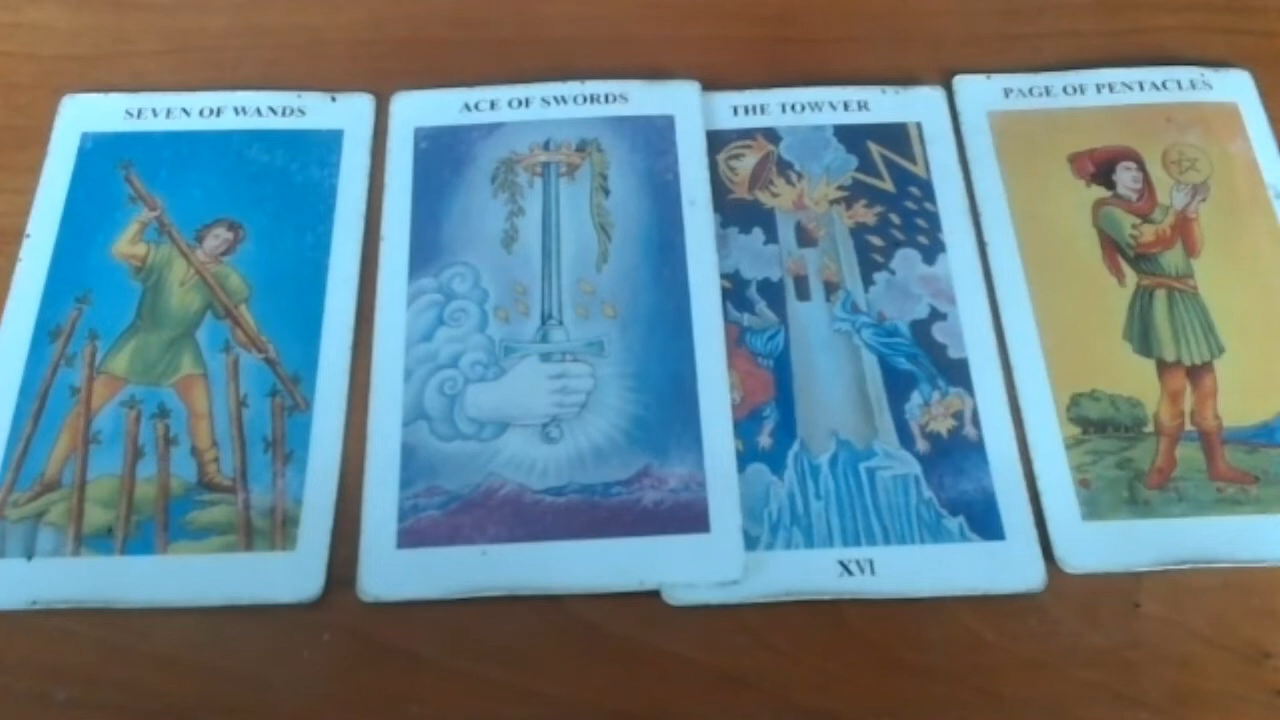 SEVEN OF WANDS
ACE OF SWORDS
THE TOWVER
XVI
PAGE OF PENTACLES